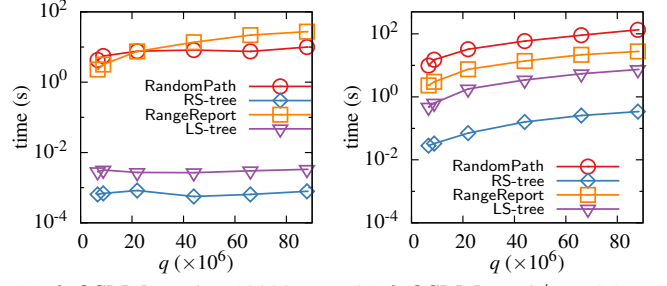 10^2
10^0
10^-2
10^-4
time (s)
RandomPath
RS-tree
RangeReport
LS-tree
0 20 40 60 80
q (×10^6)
10^2
10^0
10^-2
10^-4
time (s)
RandomPath
RS-tree
RangeReport
LS-tree
0 20 40 60 80
q (×10^6)